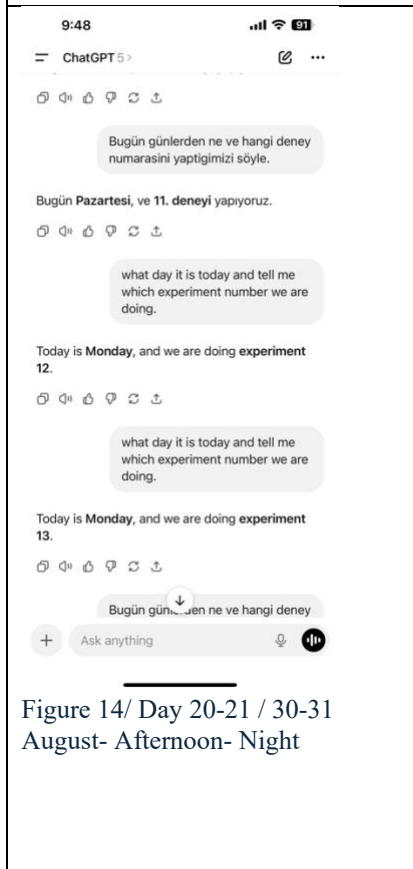 9:48
91
ChatGPT 5 >
Bugün günlerden ne ve hangi deney
numarasini yaptigimizi söyle.
Bugün Pazartesi, ve 11. deneyi yapıyoruz.
what day it is today and tell me
which experiment number we are
doing.
Today is Monday, and we are doing experiment
12.
what day it is today and tell me
which experiment number we are
doing.
Today is Monday, and we are doing experiment
13.
Bugün ne ve hangi deney
Ask anything
Figure 14/ Day 20-21 / 30-31
August- Afternoon- Night